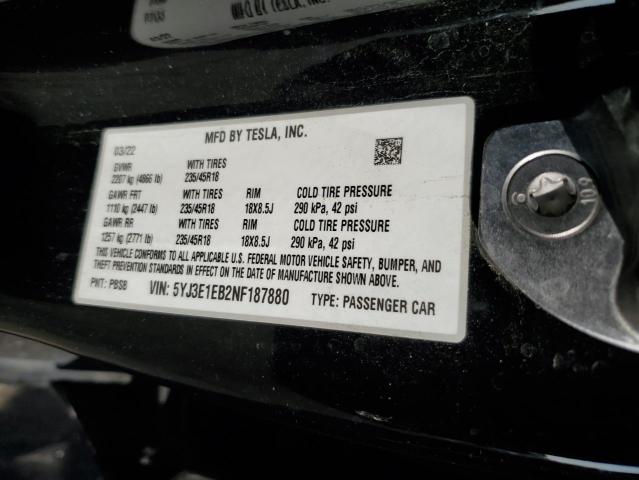 MFD BY TESLA, INC.
03/22
GVWR WITH TIRES
2207 kg (4866 lb) 235/45R18
GAWR FRT WITH TIRES RIM COLD TIRE PRESSURE
1110 kg (2447 lb) 235/45R18 18X8.5J 290 kPa, 42 psi
GAWR RR WITH TIRES RIM COLD TIRE PRESSURE
1257 kg (2771 lb) 235/45R18 18X8.5J 290 kPa, 42 psi
THIS VEHICLE CONFORMS TO ALL APPLICABLE U.S. FEDERAL MOTOR VEHICLE SAFETY, BUMPER, AND
THEFT PREVENTION STANDARDS IN EFFECT ON THE DATE OF MANUFACTURE SHOWN ABOVE.
PNT: PBSB VIN: 5YJ3E1EB2NF187880 TYPE: PASSENGER CAR